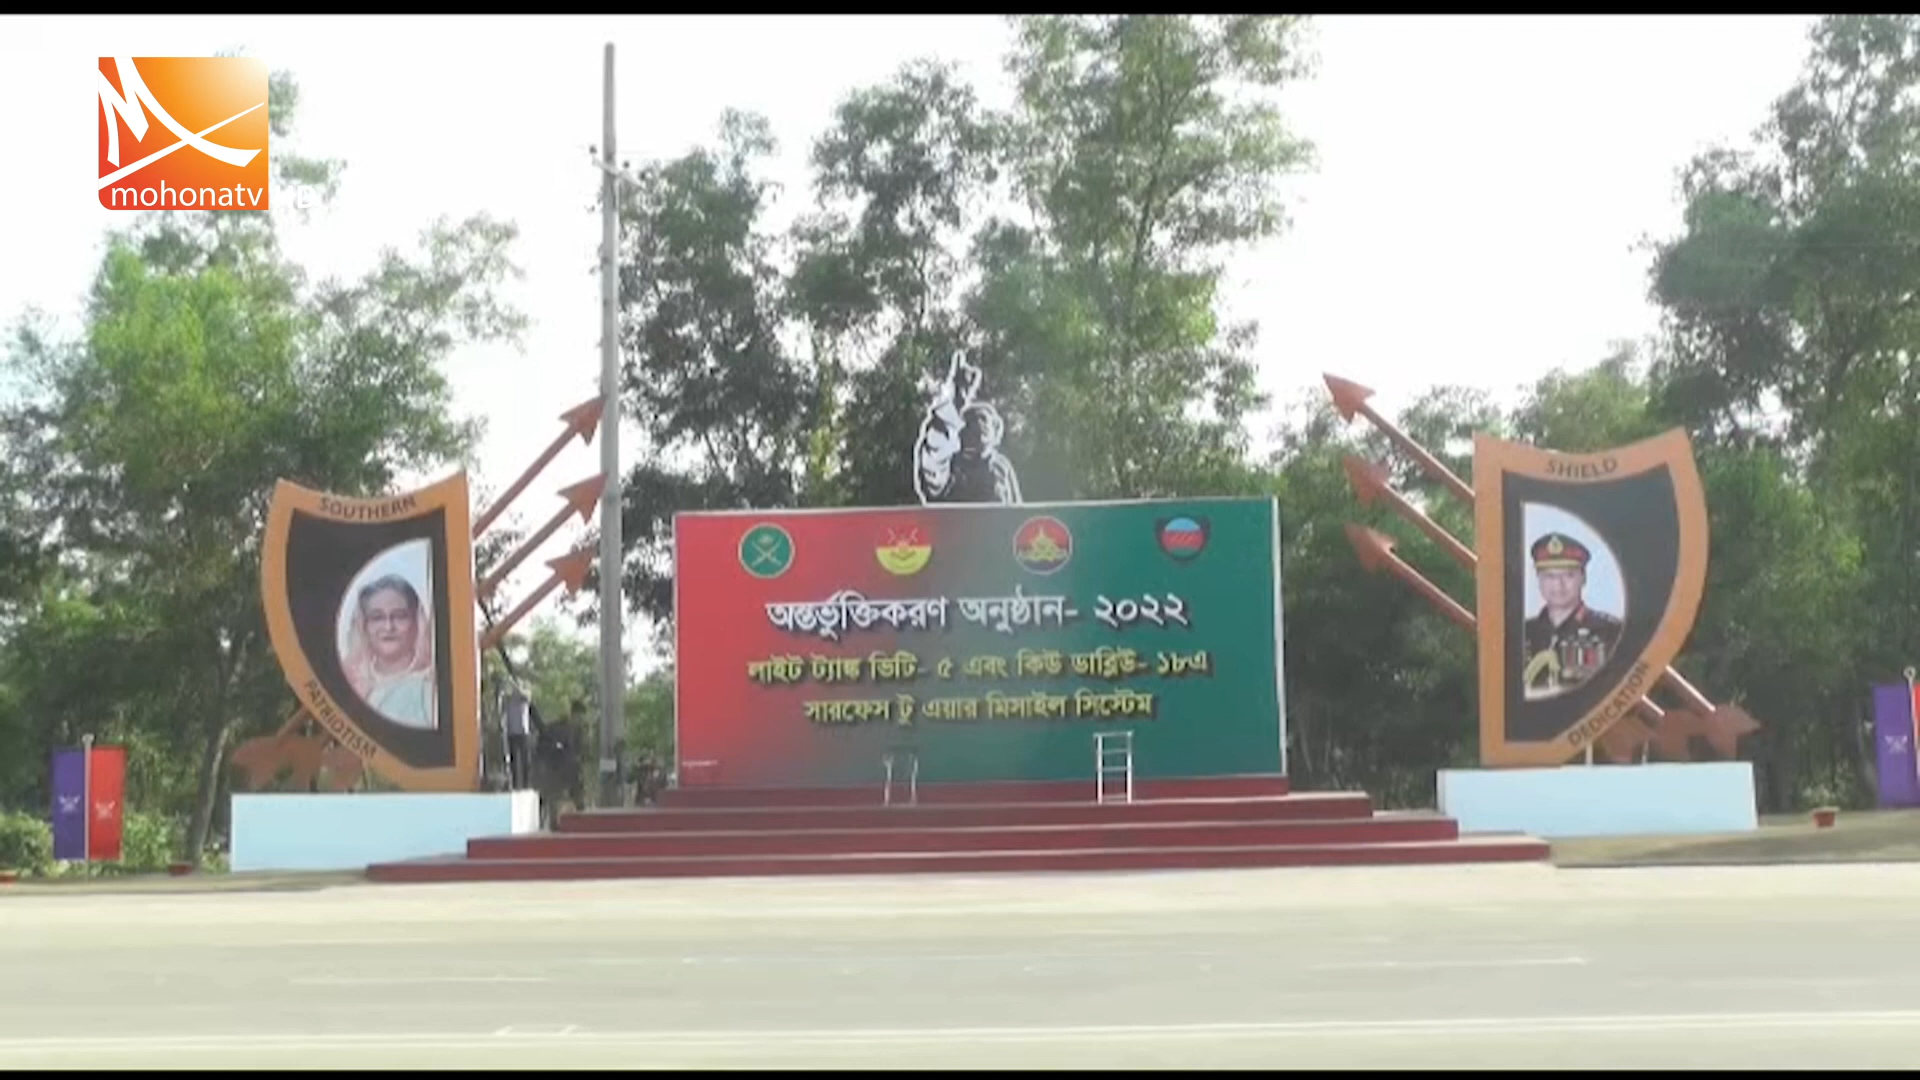 mohonatv
SOUTHERN
PATRIOTISM
অন্তর্ভুক্তিকরণ অনুষ্ঠান- ২০২২
লাইট ট্যাঙ্ক ভিটি- ৫ এবং কিউ ডাব্লিউ- ১৮এ
সারফেস টু এয়ার মিসাইল সিস্টেম
SHIELD
DEDICATION